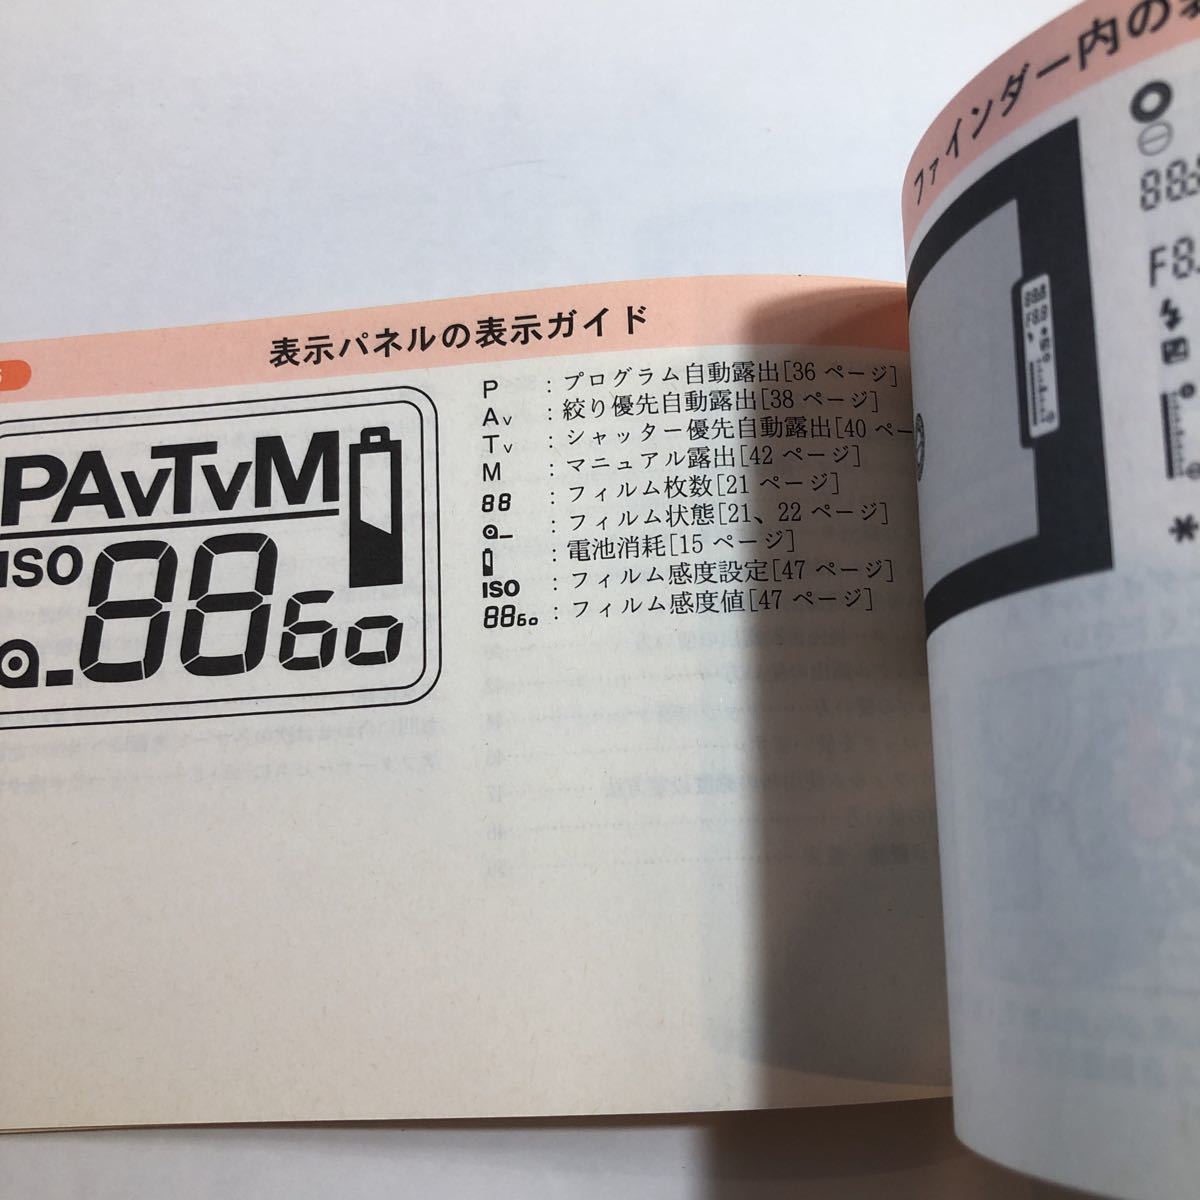 表示パネルの表示ガイド
PAvTvM
ISO 8860
P : プログラム自動露出[36 ページ]
Av : 絞り優先自動露出[38 ページ]
Tv : シャッター優先自動露出[40 ペー
M : マニュアル露出[42 ページ]
88 : フィルム枚数[21 ページ]
: フィルム状態[21、22 ページ]
: 電池消耗[15 ページ]
ISO : フィルム感度設定[47 ページ]
8860 : フィルム感度値[47 ページ]
ファインダー内の表
F8.
*